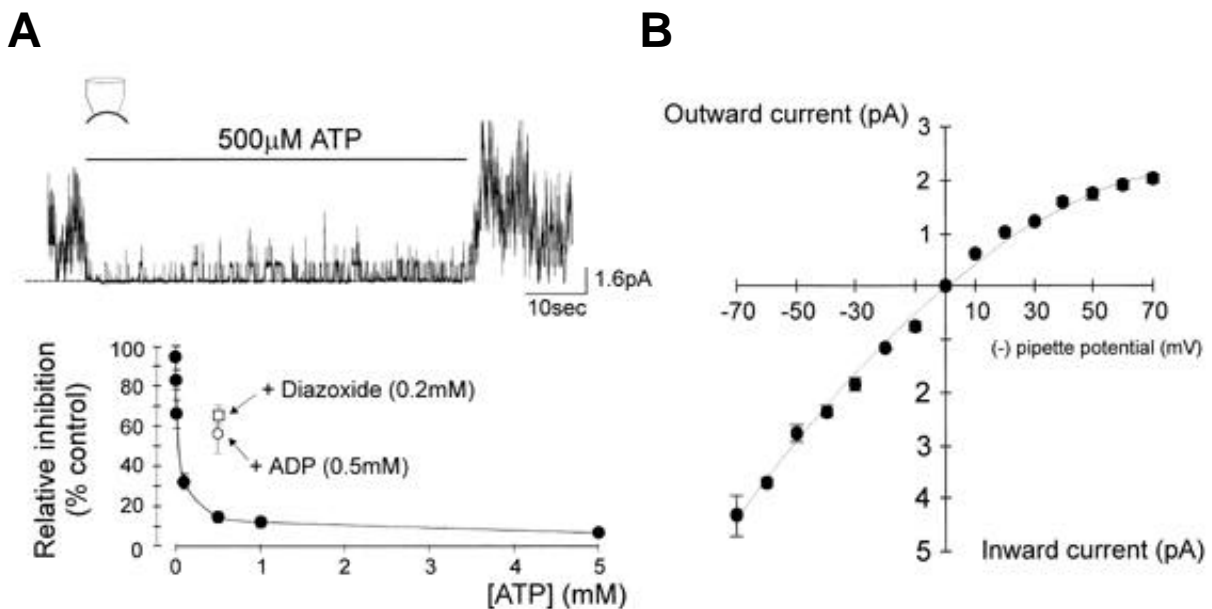 A
500μM ATP
1.6pA
10sec
Relative inhibition
(% control)
100
80
60
40
20
0
+ Diazoxide (0.2mM)
+ ADP (0.5mM)
0 1 2 3 4 5
[ATP] (mM)
B
Outward current (pA)
3
2
1
-70 -50 -30 10 30 50 70
(-) pipette potential (mV)
2
3
4
5
Inward current (pA)